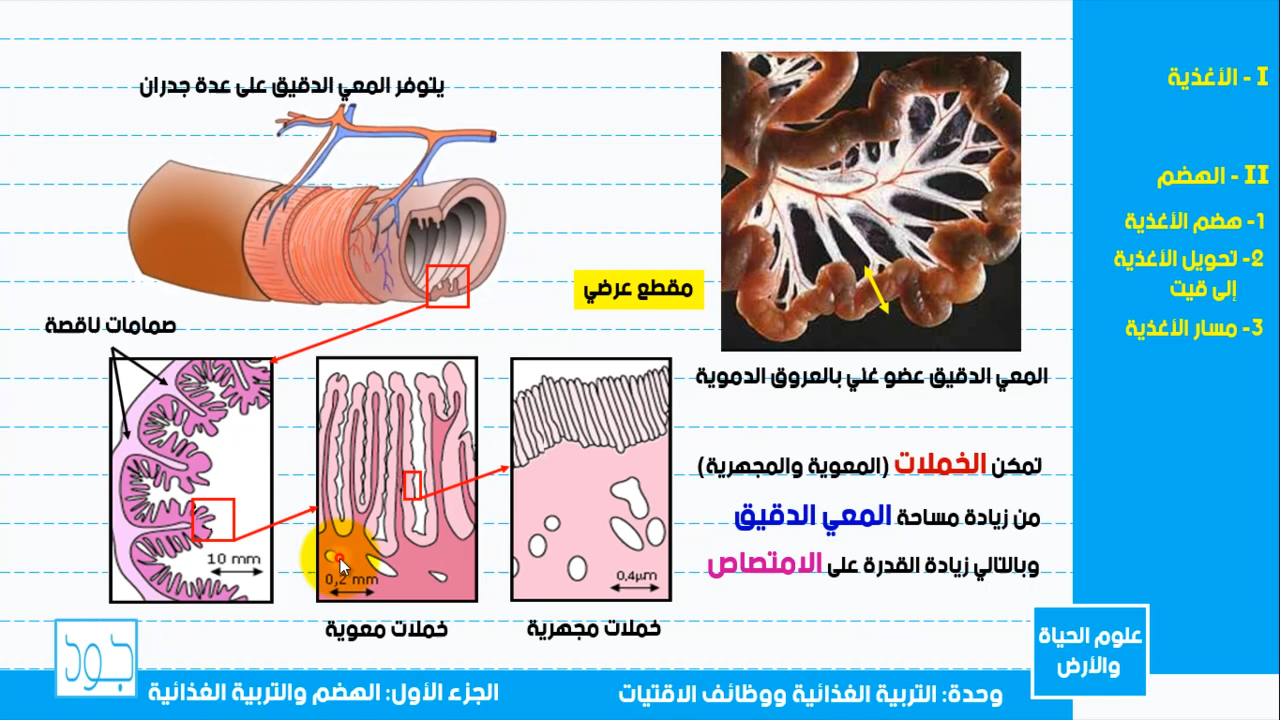 I - الأغذية
II - الهضم
1- هضم الأغذية
2- تحويل الأغذية
إلى قيت
3- مسار الأغذية
يتوفر المعي الدقيق على عدة جدران
مقطع عرضي
صمامات ناقصة
المعي الدقيق عضو غني بالعروق الدموية
10 mm
0,2 mm
0,4µm
خملات معوية
خملات مجهرية
تمكن الخملات (المعوية والمجهرية)
من زيادة مساحة المعي الدقيق
وبالتالي زيادة القدرة على الامتصاص
علوم الحياة
والأرض
وحدة: التربية الغذائية ووظائف الاقتيات
الجزء الأول: الهضم والتربية الغذائية
جود